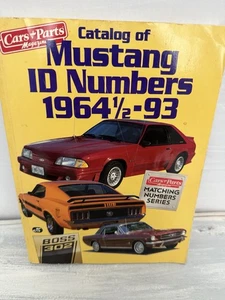 Cars & Parts
Magazine
Catalog of
Mustang
ID Numbers
1964½-93
Cars & Parts
MATCHING
NUMBERS
SERIES
BOSS
302